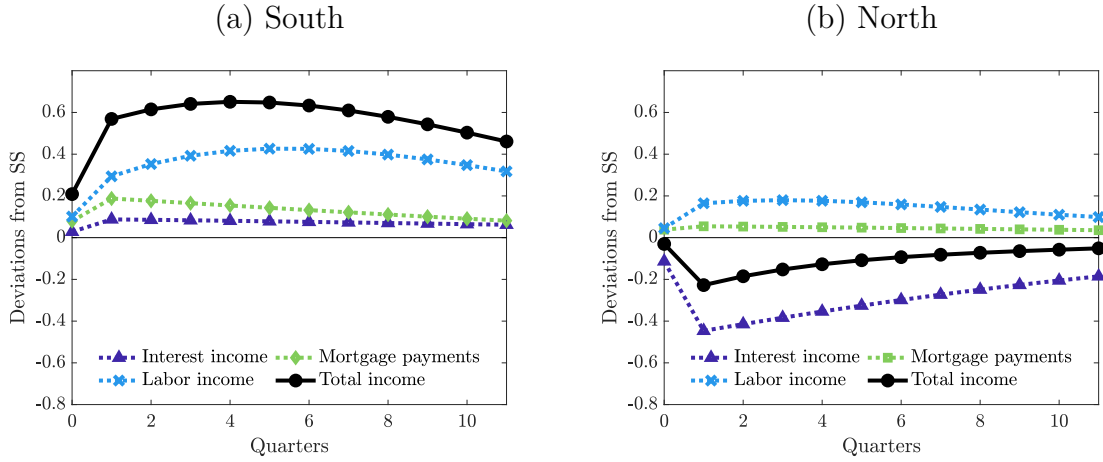 (a) South
(b) North
Deviations from SS
0.6
0.4
0.2
0
-0.2
-0.4
-0.6
-0.8
Interest income
Mortgage payments
Labor income
Total income
0 2 4 6 8 10
Quarters
Deviations from SS
0.6
0.4
0.2
0
-0.2
-0.4
-0.6
-0.8
Interest income
Mortgage payments
Labor income
Total income
0 2 4 6 8 10
Quarters